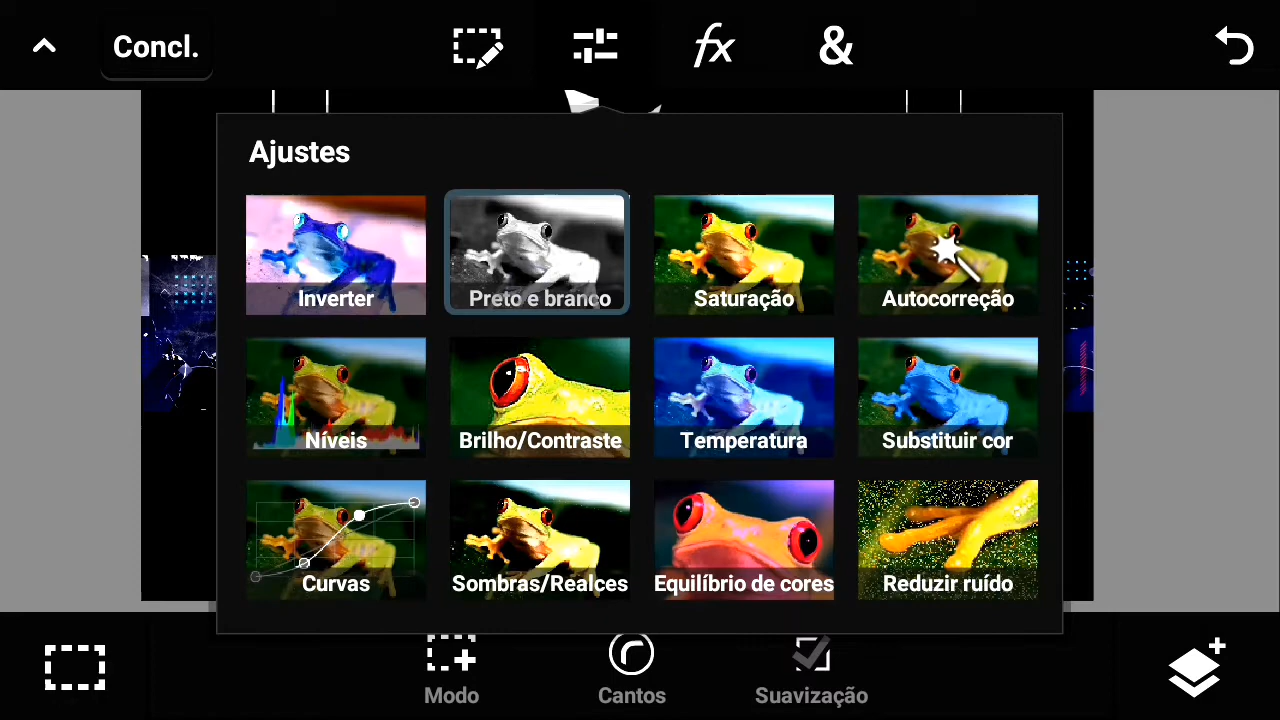 Concl.
fx
&
Ajustes
Inverter
Preto e branco
Saturação
Autocorreção
Níveis
Brilho/Contraste
Temperatura
Substituir cor
Curvas
Sombras/Realces
Equilíbrio de cores
Reduzir ruído
Modo
Cantos
Suavização